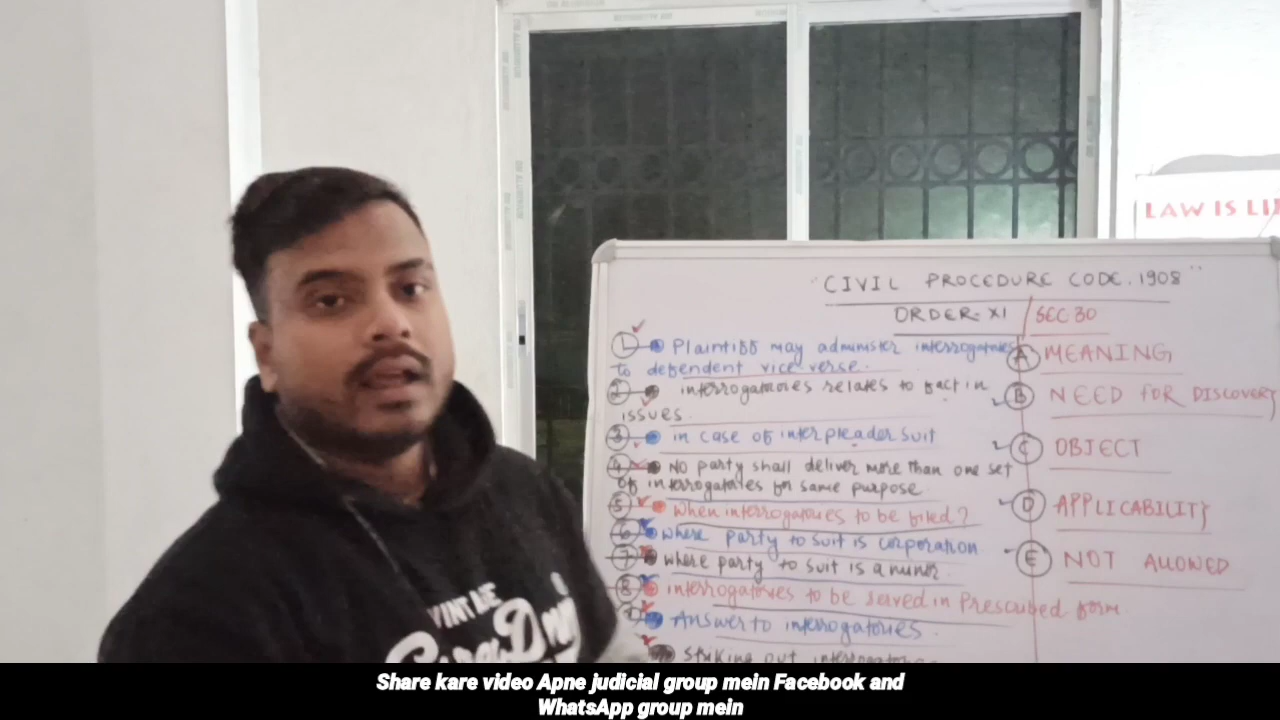 LAW IS LI
"CIVIL PROCEDURE CODE. 1908"
ORDER-XI / SEC 30
1 Plaintiff may administer interrogatories
To defendent vice verse.
2 interrogatories relates to fact in
issues.
3 in case of interpleader suit
4 NO party shall deliver more than one set
of interrogatories for same purpose
5 when interrogatories to be filed?
6 where party to suit is corporation
7 where party to suit is a minor
8 interrogatories to be served in Prescribed form
9 Answer to interrogatories.
Striking out interrogatories
A MEANING
B NEED FOR DISCOVERY
C OBJECT
D APPLICABILITY
E NOT ALLOWED
Share kare video Apne judicial group mein Facebook and
WhatsApp group mein